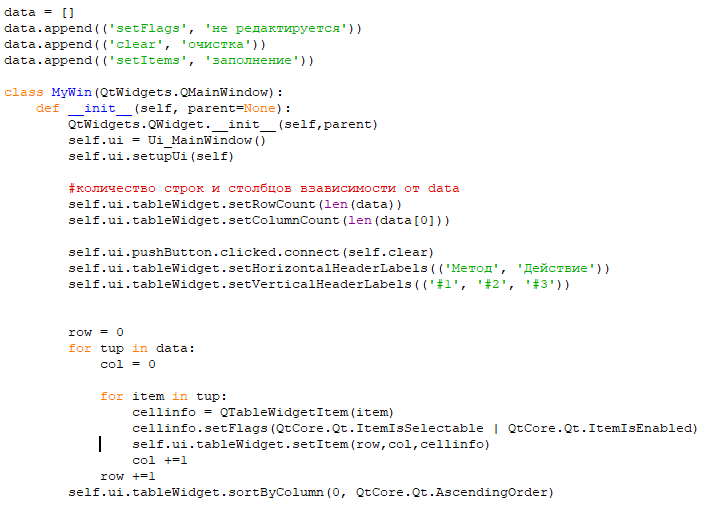 data = []
data.append(('setFlags', 'не редактируется'))
data.append(('clear', 'очистка'))
data.append(('setItems', 'заполнение'))
class MyWin(QtWidgets.QMainWindow):
    def __init__(self, parent=None):
        QtWidgets.QWidget.__init__(self,parent)
        self.ui = Ui_MainWindow()
        self.ui.setupUi(self)
        #количество строк и столбцов взависимости от data
        self.ui.tableWidget.setRowCount(len(data))
        self.ui.tableWidget.setColumnCount(len(data[0]))
        self.ui.pushButton.clicked.connect(self.clear)
        self.ui.tableWidget.setHorizontalHeaderLabels(('Метод', 'Действие'))
        self.ui.tableWidget.setVerticalHeaderLabels(('#1', '#2', '#3'))
        row = 0
        for tup in data:
            col = 0
            for item in tup:
                cellinfo = QTableWidgetItem(item)
                cellinfo.setFlags(QtCore.Qt.ItemIsSelectable | QtCore.Qt.ItemIsEnabled)
                self.ui.tableWidget.setItem(row,col,cellinfo)
                col +=1
            row +=1
        self.ui.tableWidget.sortByColumn(0, QtCore.Qt.AscendingOrder)